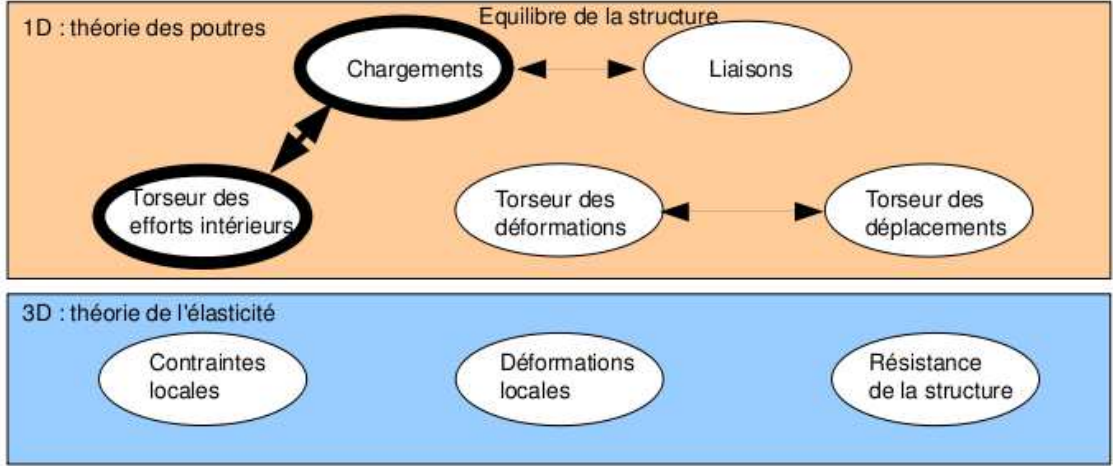 Equilibre de la structure
1D : théorie des poutres
Chargements
Liaisons
Torseur des
efforts intérieurs
Torseur des
déformations
Torseur des
déplacements
3D : théorie de l'élasticité
Contraintes
locales
Déformations
locales
Résistance
de la structure